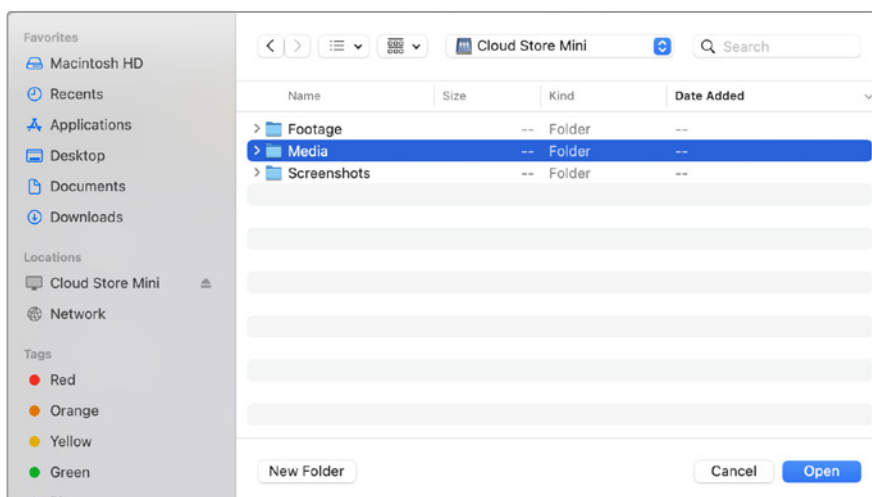 Favorites
Macintosh HD
Recents
Applications
Desktop
Documents
Downloads
Locations
Cloud Store Mini
Network
Tags
Red
Orange
Yellow
Green
Cloud Store Mini
Search
Name Size Kind Date Added
Footage -- Folder --
Media -- Folder --
Screenshots -- Folder --
New Folder Cancel Open